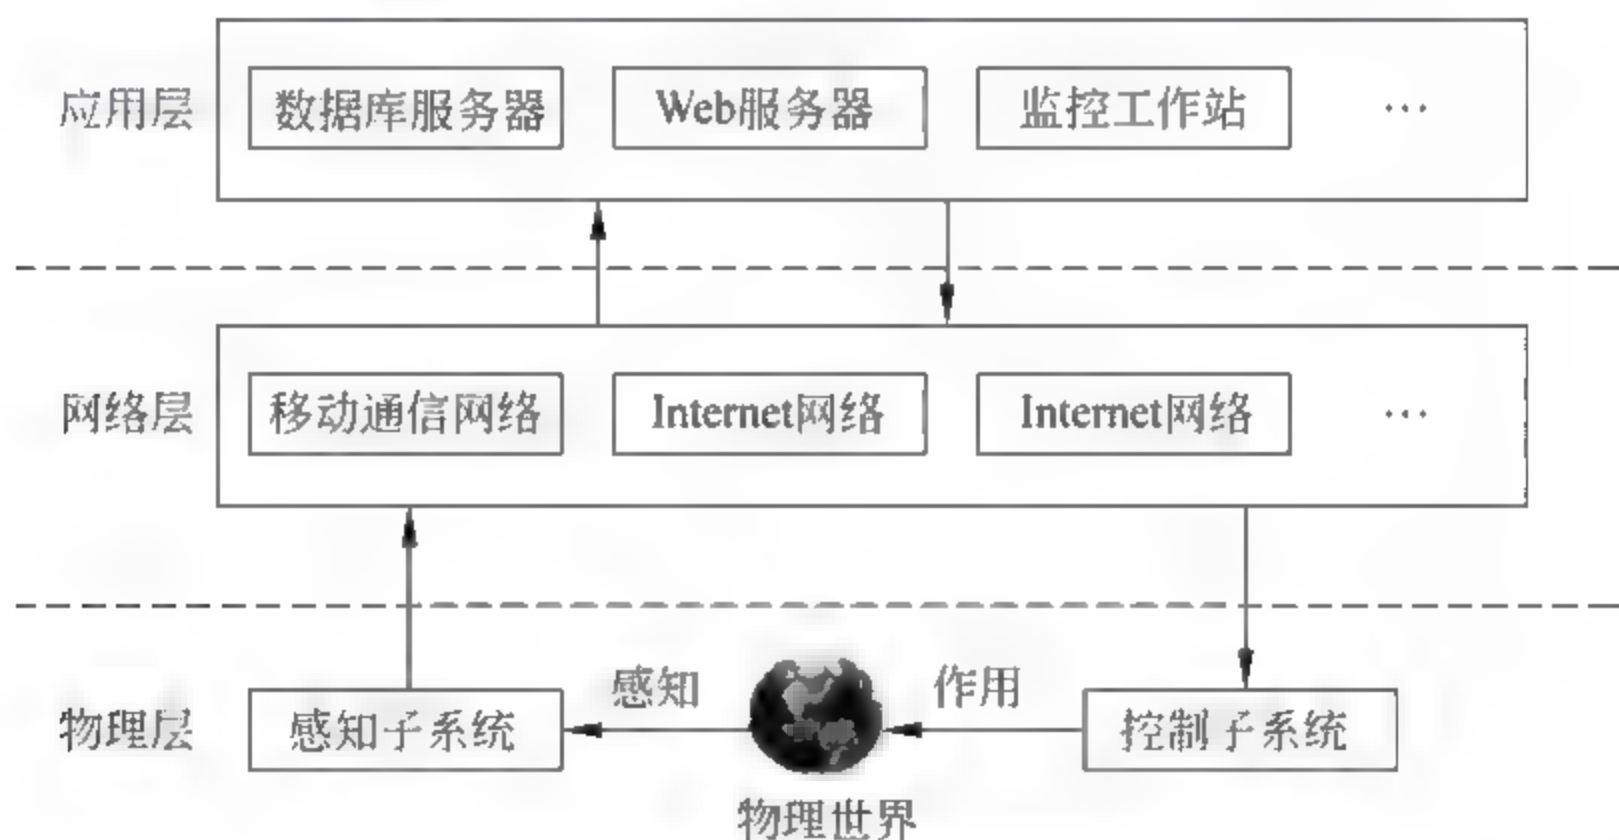 应用层 数据库服务器 Web服务器 监控工作站 …
网络层 移动通信网络 Internet网络 Internet网络 …
感知 作用
物理层 感知子系统 控制子系统
物理世界